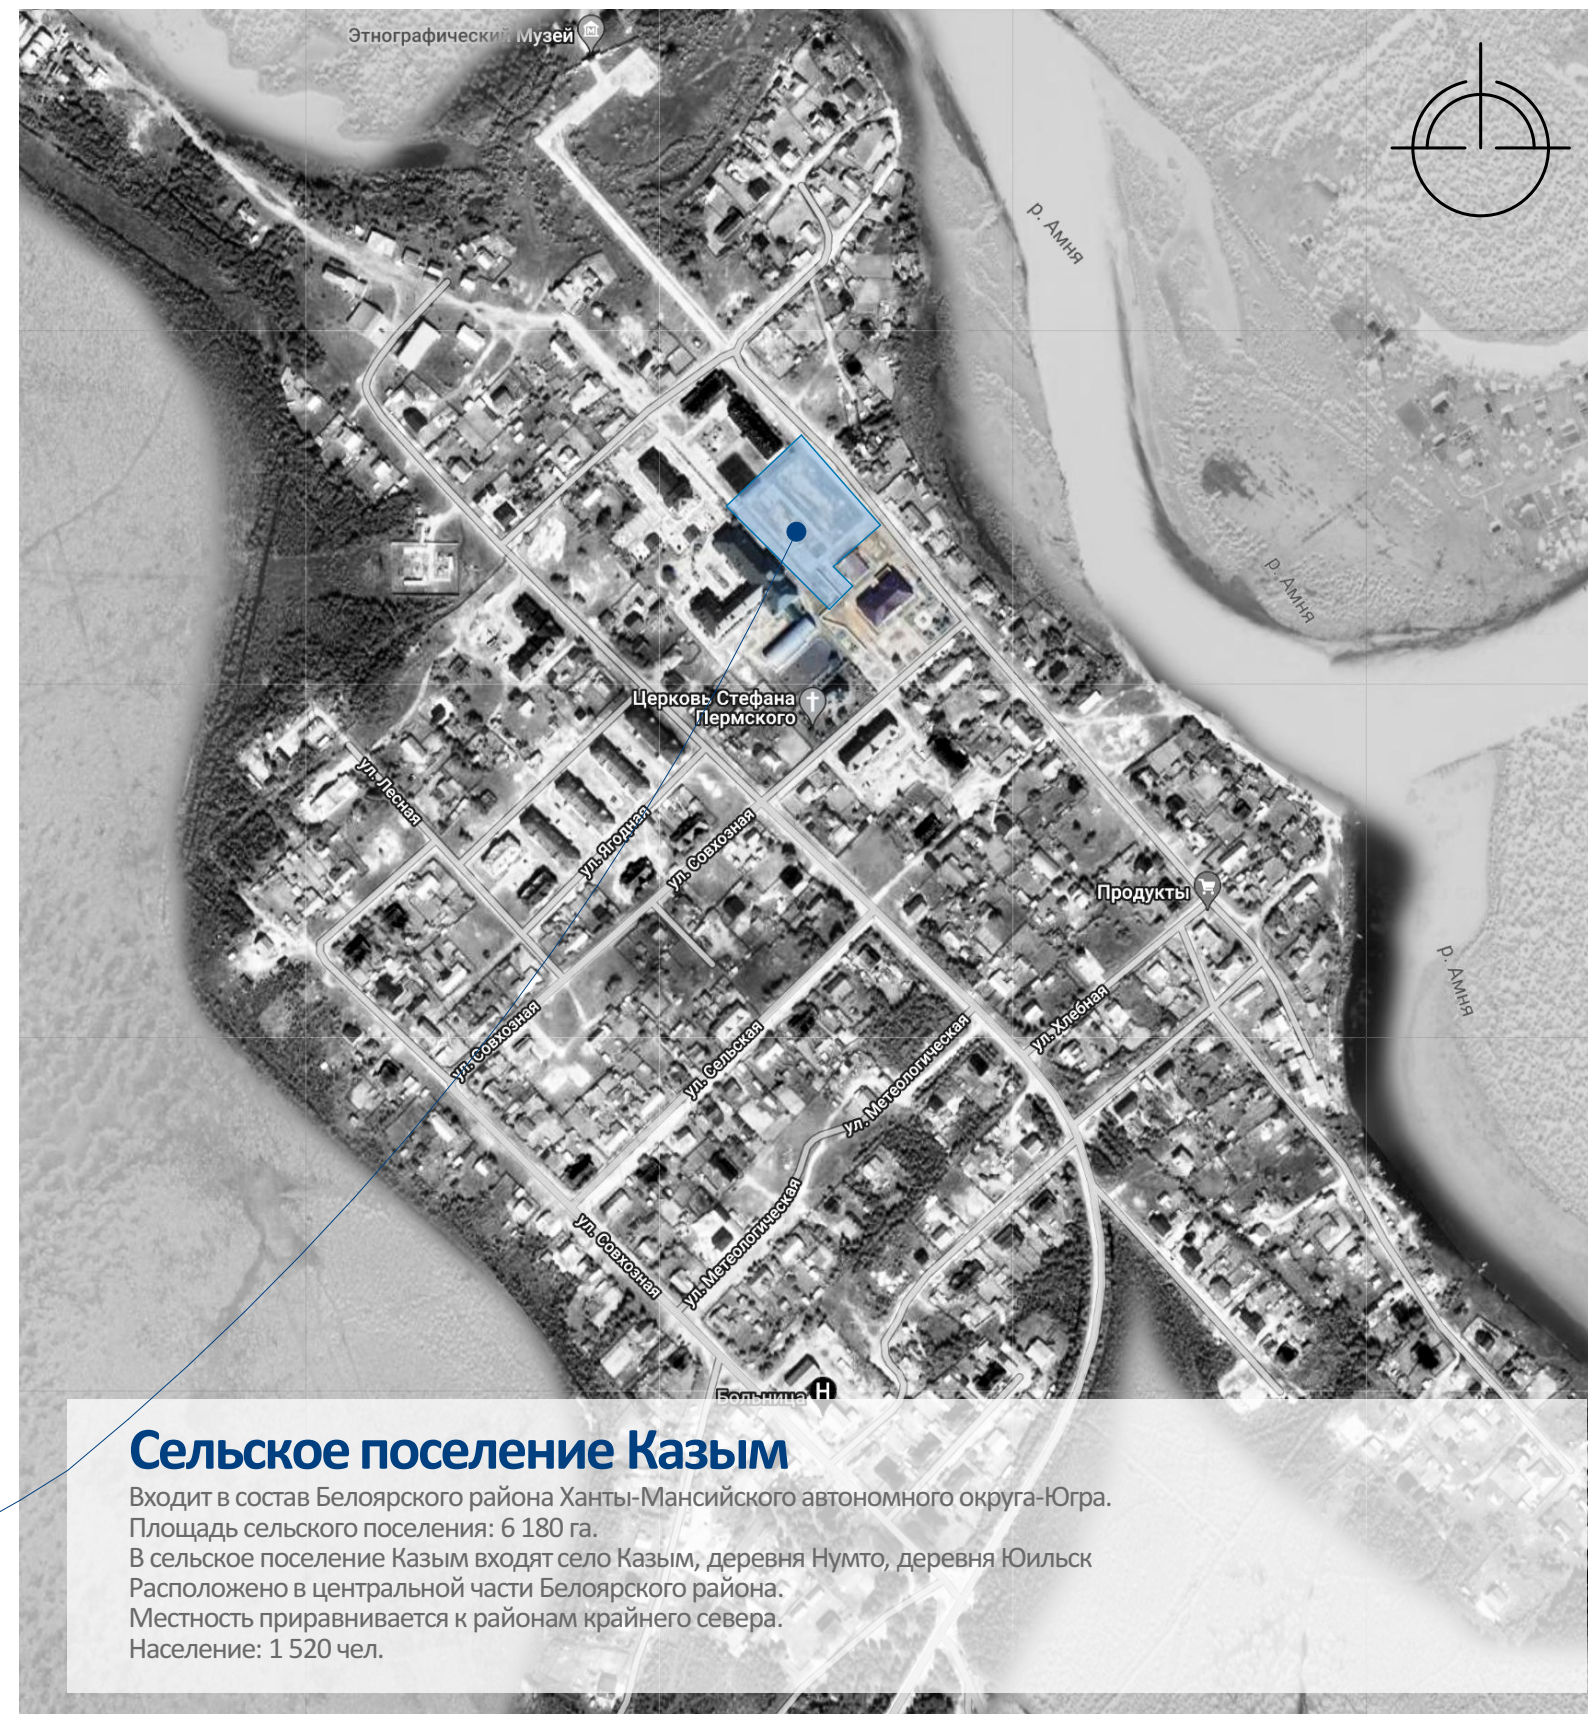 Этнографический Музей
р. Амня
р. Амня
Церковь Стефана
Пермского
ул. Лесная
ул. Ягодная
ул. Совхозная
Продукты
р. Амня
ул. Совхозная
ул. Сельская
ул. Хлебная
ул. Метеологическая
ул. Метеологическая
ул. Совхозная
Больница
H
Сельское поселение Казым
Входит в состав Белоярского района Ханты-Мансийского автономного округа-Югра.
Площадь сельского поселения: 6 180 га.
В сельское поселение Казым входят село Казым, деревня Нумто, деревня Юильск
Расположено в центральной части Белоярского района.
Местность приравнивается к районам крайнего севера.
Население: 1 520 чел.